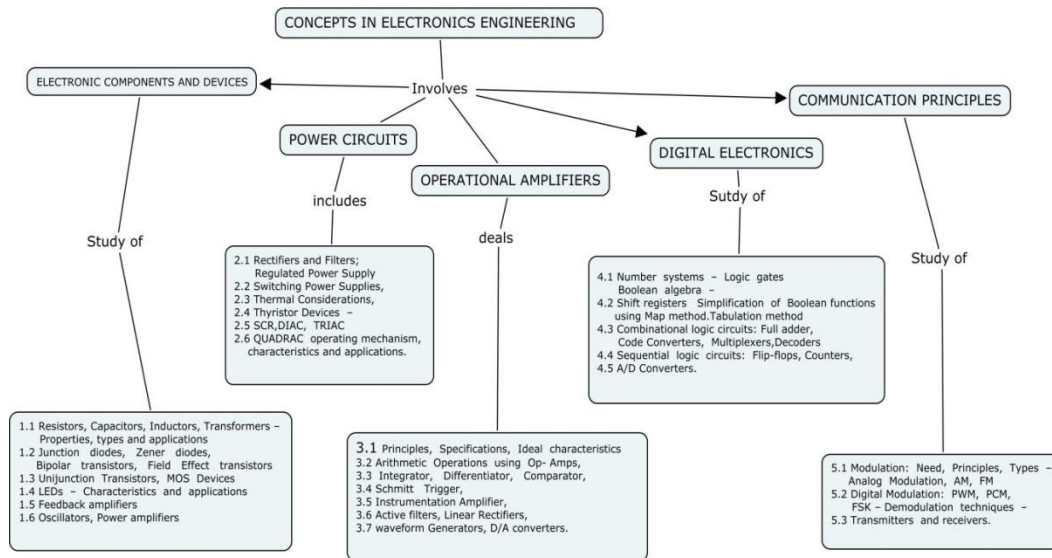 CONCEPTS IN ELECTRONICS ENGINEERING
Involves
ELECTRONIC COMPONENTS AND DEVICES
Study of
1.1 Resistors, Capacitors, Inductors, Transformers –
Properties, types and applications
1.2 Junction diodes, Zener diodes,
Bipolar transistors, Field Effect transistors
1.3 Unijunction Transistors, MOS Devices
1.4 LEDs – Characteristics and applications
1.5 Feedback amplifiers
1.6 Oscillators, Power amplifiers
POWER CIRCUITS
includes
2.1 Rectifiers and Filters;
Regulated Power Supply
2.2 Switching Power Supplies,
2.3 Thermal Considerations,
2.4 Thyristor Devices –
2.5 SCR,DIAC, TRIAC
2.6 QUADRAC operating mechanism,
characteristics and applications.
OPERATIONAL AMPLIFIERS
deals
3.1 Principles, Specifications, Ideal characteristics
3.2 Arithmetic Operations using Op- Amps,
3.3 Integrator, Differentiator, Comparator,
3.4 Schmitt Trigger,
3.5 Instrumentation Amplifier,
3.6 Active filters, Linear Rectifiers,
3.7 waveform Generators, D/A converters.
DIGITAL ELECTRONICS
Sutdy of
4.1 Number systems – Logic gates
Boolean algebra –
4.2 Shift registers Simplification of Boolean functions
using Map method.Tabulation method
4.3 Combinational logic circuits: Full adder,
Code Converters, Multiplexers,Decoders
4.4 Sequential logic circuits: Flip-flops, Counters,
4.5 A/D Converters.
COMMUNICATION PRINCIPLES
Study of
5.1 Modulation: Need, Principles, Types –
Analog Modulation, AM, FM
5.2 Digital Modulation: PWM, PCM,
FSK – Demodulation techniques –
5.3 Transmitters and receivers.